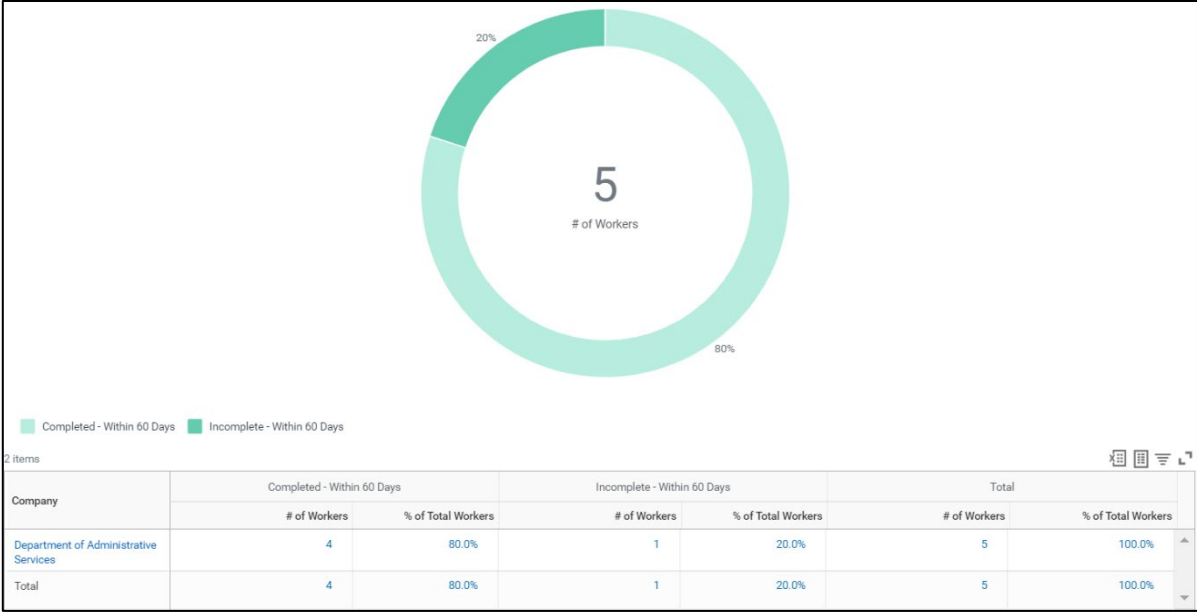 20%
5
# of Workers
80%
Completed - Within 60 Days Incomplete - Within 60 Days
2 items
Company Completed - Within 60 Days Incomplete - Within 60 Days Total
# of Workers % of Total Workers # of Workers % of Total Workers # of Workers % of Total Workers
Department of Administrative Services 4 80.0% 1 20.0% 5 100.0%
Total 4 80.0% 1 20.0% 5 100.0%